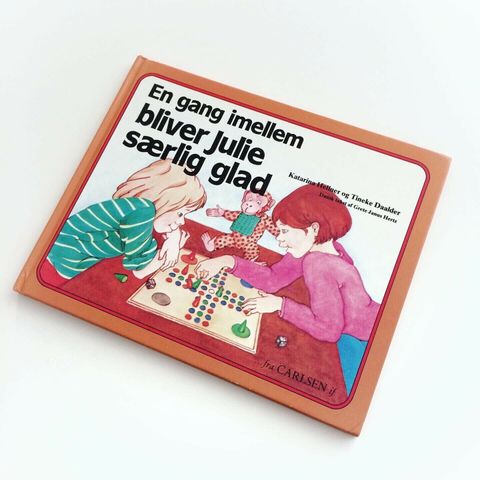 En gang imellem
bliver Julie
særlig glad
Katarina Hellner og Tineke Daalder
Dansk tekst af Grete Janus Hertz
...fra CARLSEN if